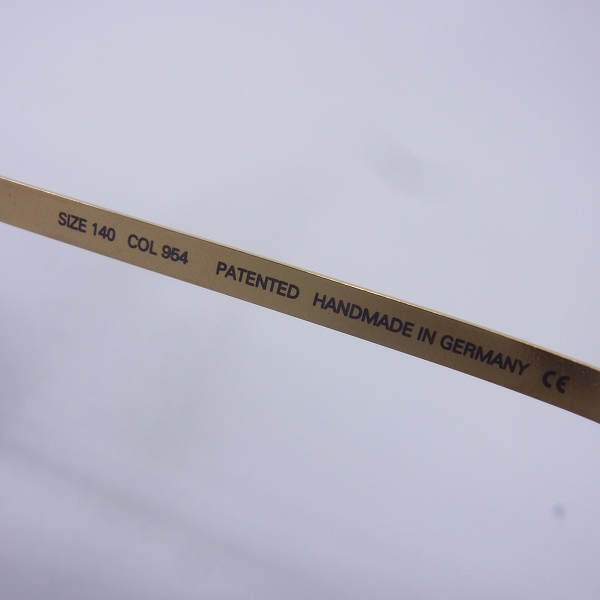 SIZE 140 COL 954 PATENTED HANDMADE IN GERMANY CE